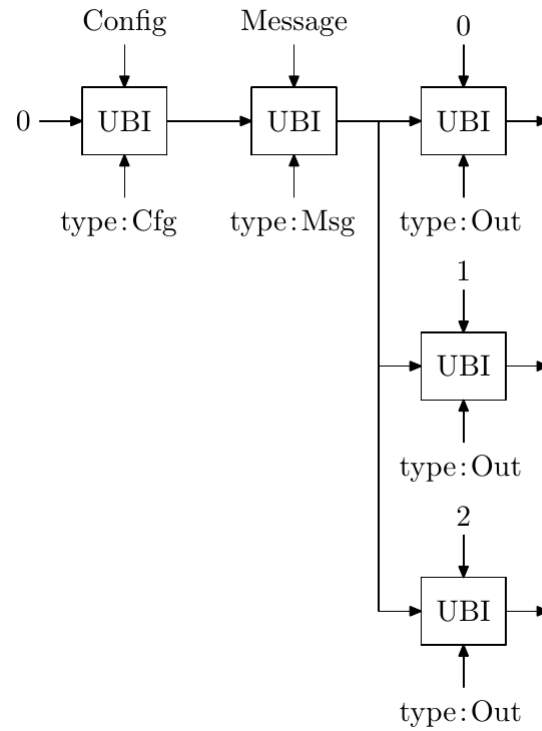 Config Message 0
0 UBI UBI UBI
type:Cfg type:Msg type:Out
1
UBI
type:Out
2
UBI
type:Out